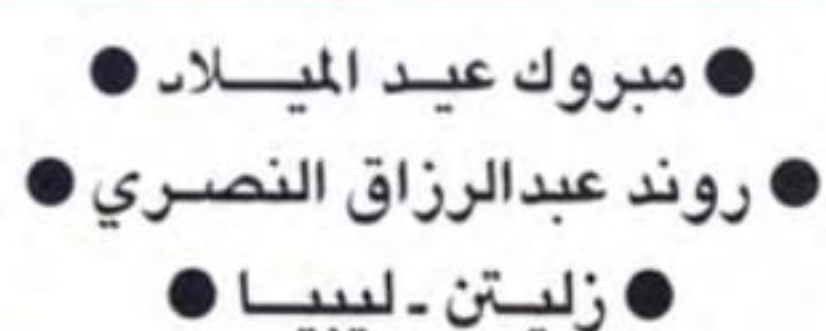 ● مبروك عيد الميلاد ●
● روند عبدالرزاق النصري ●
● زليتن - ليبيا ●